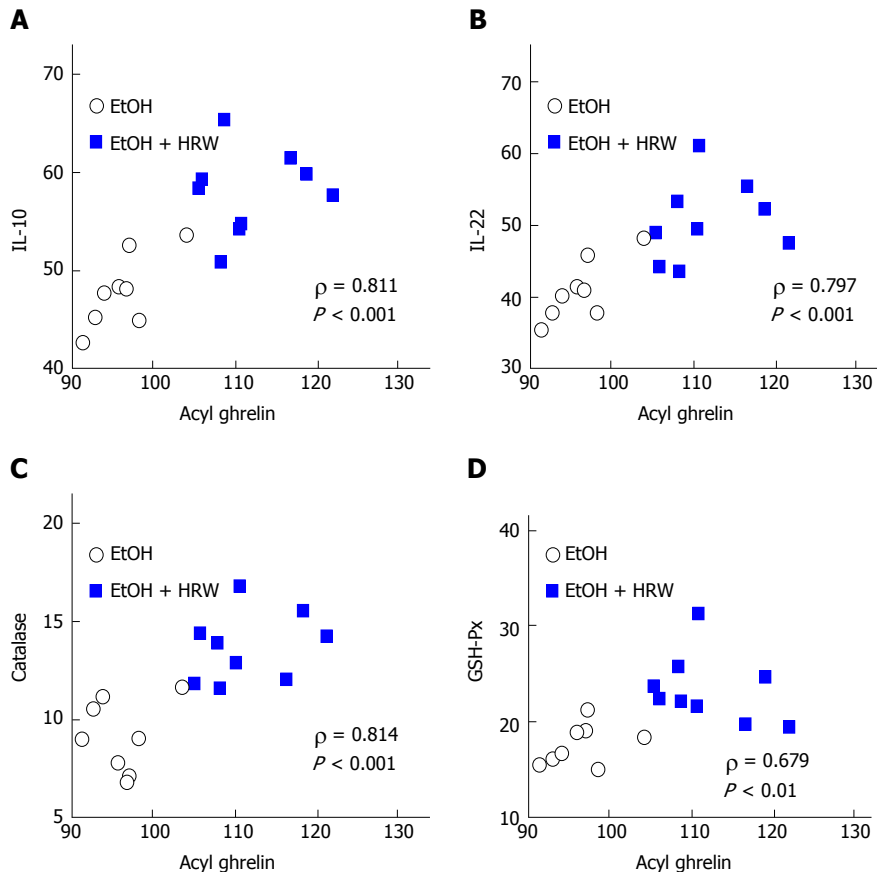 A
70
EtOH
EtOH + HRW
60
IL-10
50
ρ = 0.811
P < 0.001
40
90 100 110 120 130
Acyl ghrelin
B
70
EtOH
EtOH + HRW
60
IL-22
50
40
ρ = 0.797
P < 0.001
30
90 100 110 120 130
Acyl ghrelin
C
20
EtOH
EtOH + HRW
15
Catalase
10
ρ = 0.814
P < 0.001
5
90 100 110 120 130
Acyl ghrelin
D
40
EtOH
EtOH + HRW
30
GSH-Px
20
ρ = 0.679
P < 0.01
10
90 100 110 120 130
Acyl ghrelin